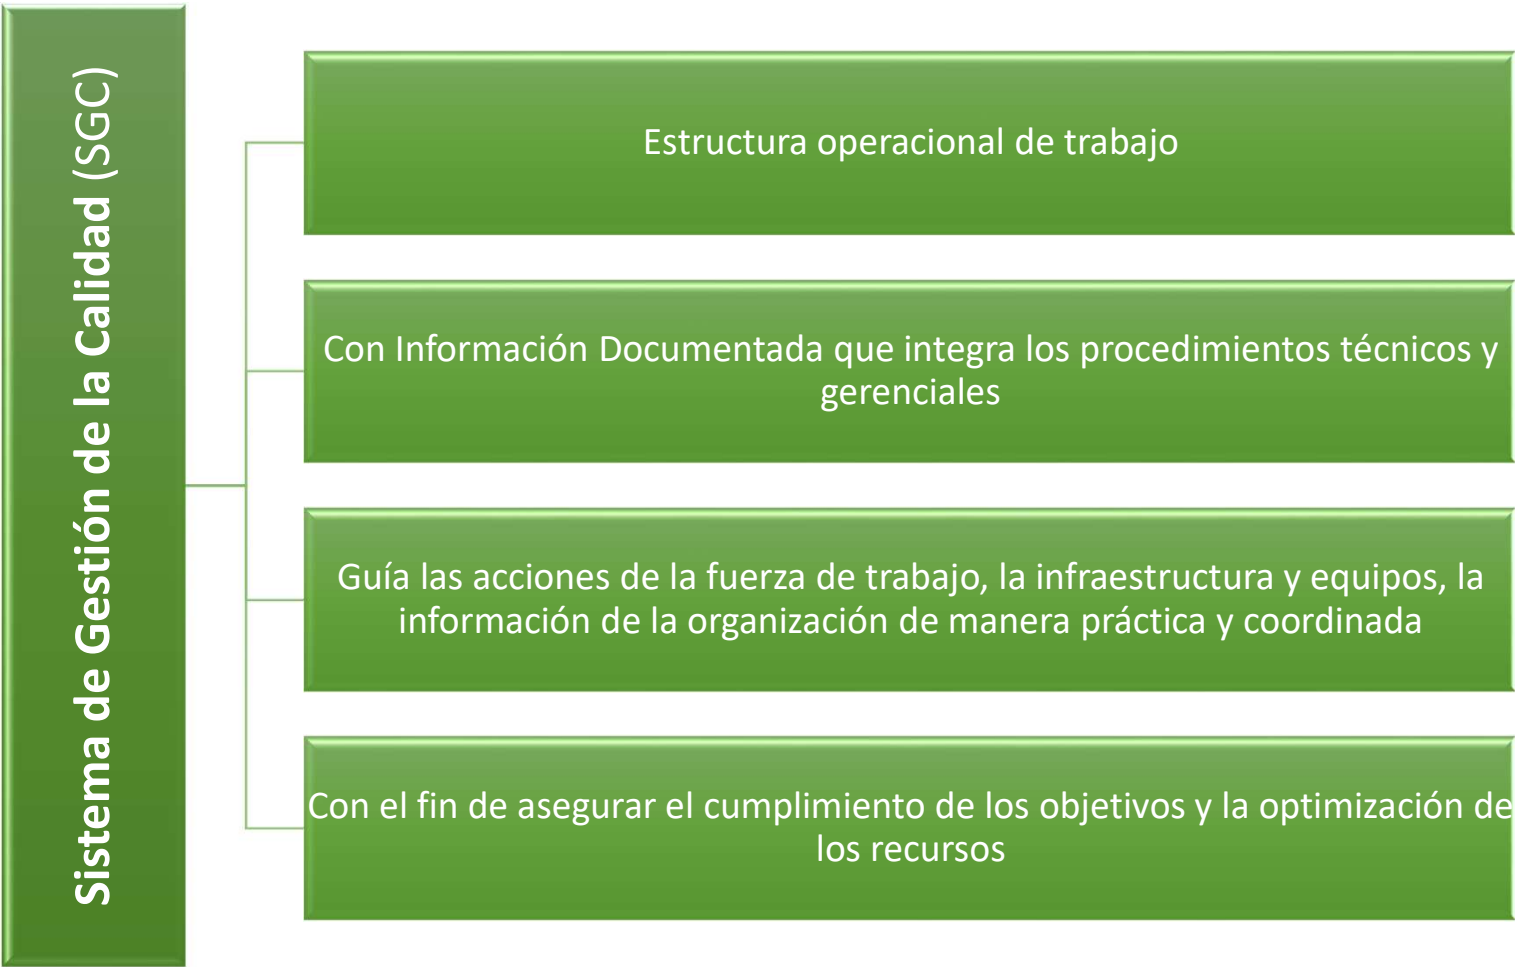 Sistema de Gestión de la Calidad (SGC)
Estructura operacional de trabajo
Con Información Documentada que integra los procedimientos técnicos y
gerenciales
Guía las acciones de la fuerza de trabajo, la infraestructura y equipos, la
información de la organización de manera práctica y coordinada
Con el fin de asegurar el cumplimiento de los objetivos y la optimización de
los recursos